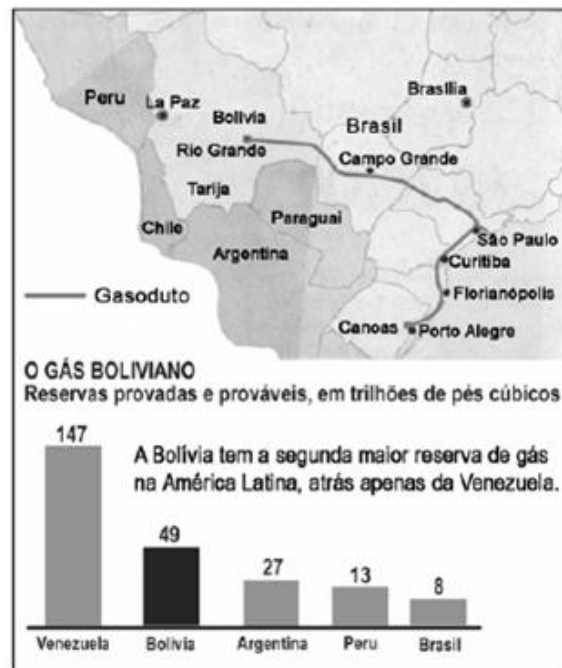 Peru
La Paz
Bolivia
Brasil
Brasília
Rio Grande
Campo Grande
Tarija
Paraguai
Chile
São Paulo
Argentina
Curitiba
Florianópolis
Gasoduto
Canoas
Porto Alegre
O GÁS BOLIVIANO
Reservas provadas e prováveis, em trilhões de pés cúbicos
A Bolívia tem a segunda maior reserva de gás
na América Latina, atrás apenas da Venezuela.
147
49
27
13
8
Venezuela
Bolívia
Argentina
Peru
Brasil